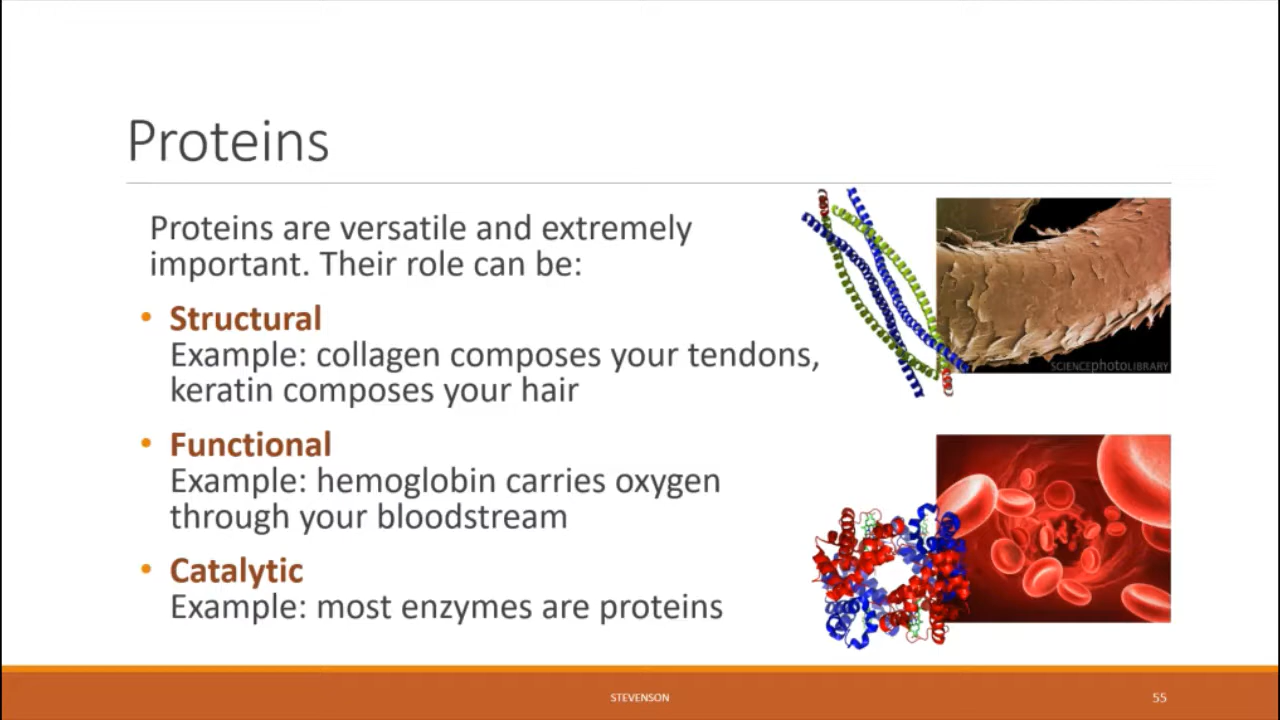 Proteins
Proteins are versatile and extremely
important. Their role can be:
• Structural
Example: collagen composes your tendons,
keratin composes your hair
• Functional
Example: hemoglobin carries oxygen
through your bloodstream
• Catalytic
Example: most enzymes are proteins
SCIENCEphotoLIBRARY
STEVENSON
55